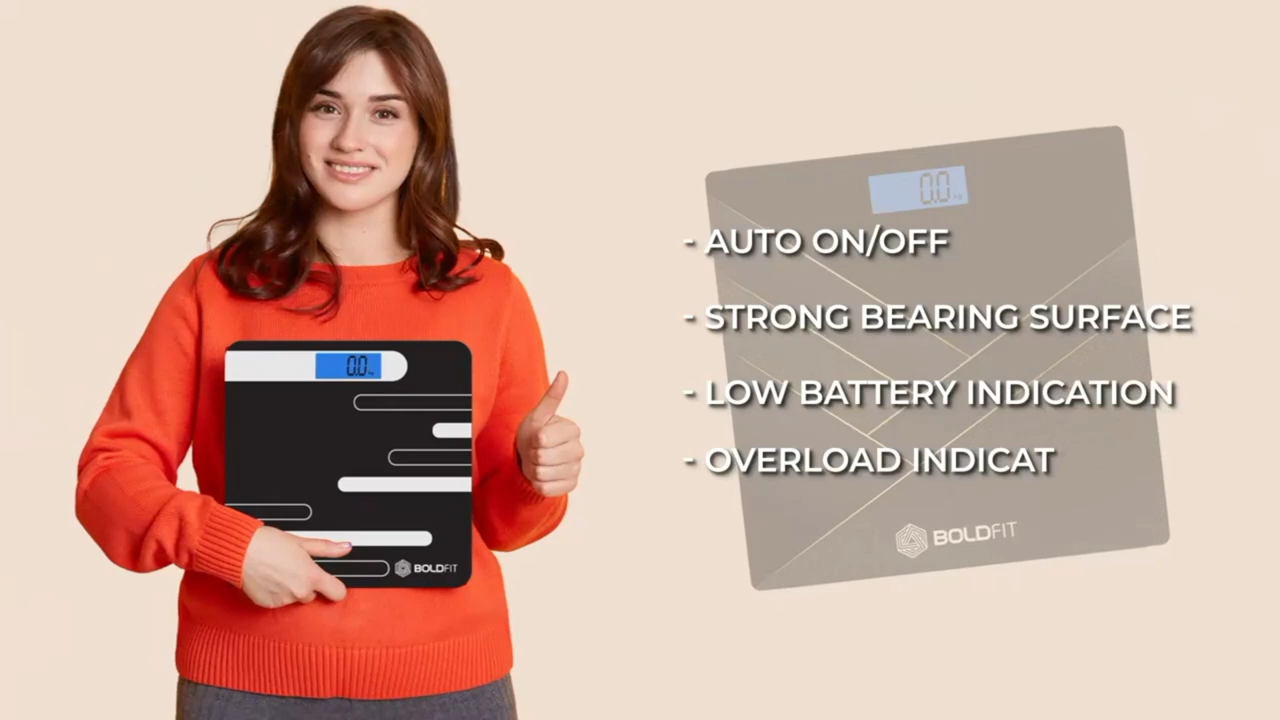 0.0
- AUTO ON/OFF
- STRONG BEARING SURFACE
- LOW BATTERY INDICATION
- OVERLOAD INDICAT
BOLDFIT
0.0
BOLDFIT